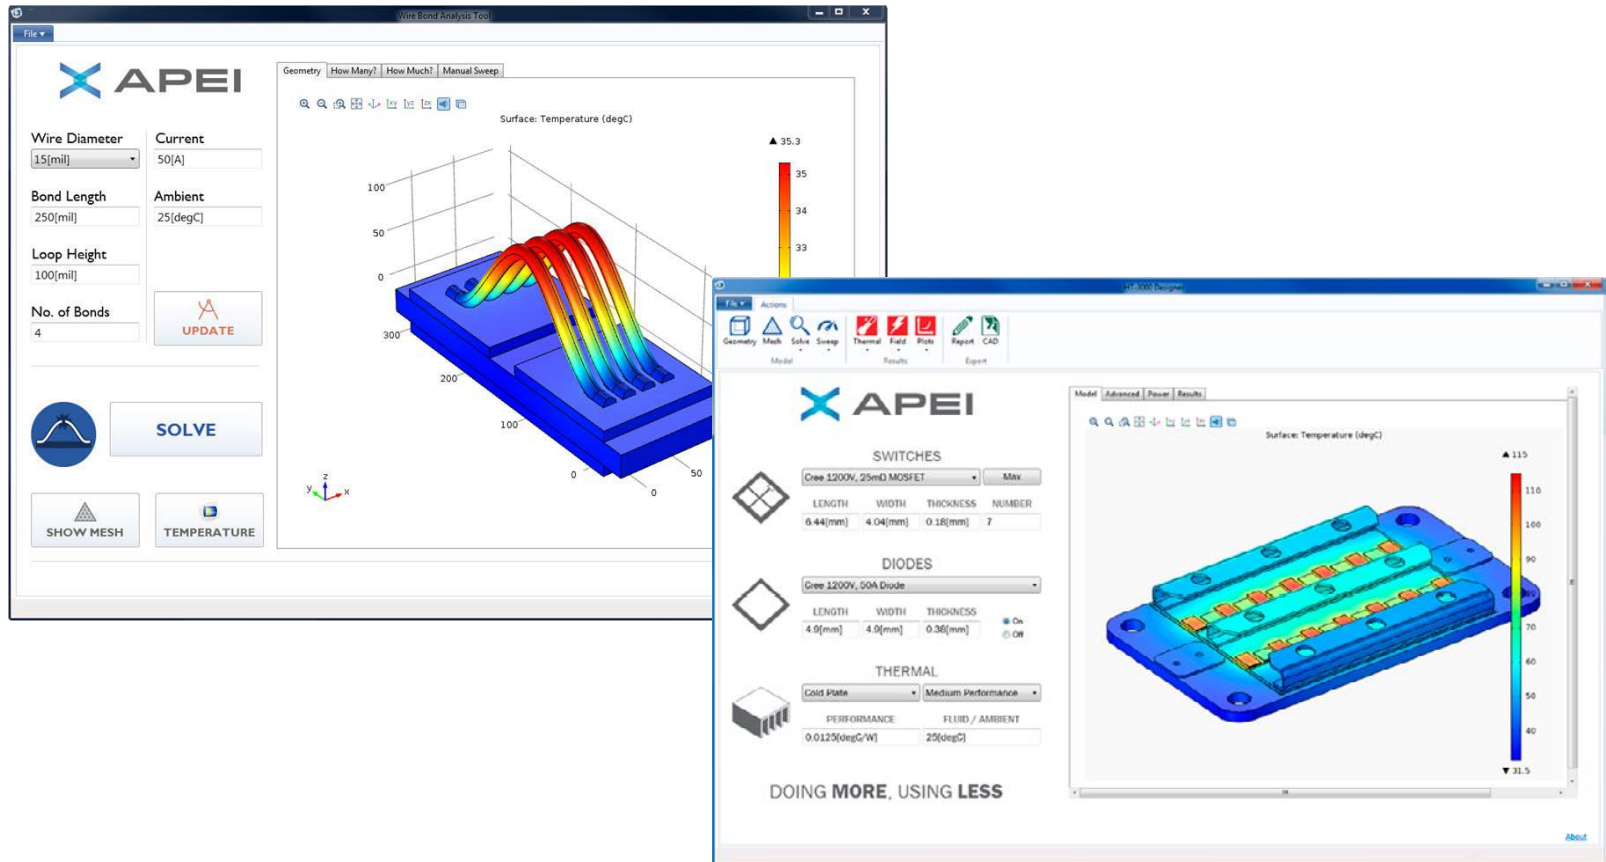 Wire Bond Analysis Tool
File
APEI
Geometry How Many? How Much? Manual Sweep
Surface: Temperature (degC)
Wire Diameter Current
15[mil] 50[A]
Bond Length Ambient
250[mil] 25[degC]
Loop Height
100[mil]
No. of Bonds
4
UPDATE
SOLVE
SHOW MESH TEMPERATURE
▲ 35.3
35
34
33
100
50
0
300
200
100
0
50
0
z
y x
HT-3000 Designer
File Actions
Geometry Mesh Solve Sweep Thermal Field Plots Report CAD
Model Results Export
APEI
SWITCHES
Cree 1200V, 25mΩ MOSFET Max
LENGTH WIDTH THICKNESS NUMBER
6.44[mm] 4.04[mm] 0.18[mm] 7
DIODES
Cree 1200V, 50A Diode
LENGTH WIDTH THICKNESS
4.9[mm] 4.9[mm] 0.38[mm]
On
Off
THERMAL
Cold Plate Medium Performance
PERFORMANCE FLUID / AMBIENT
0.0125[degC/W] 25[degC]
DOING MORE, USING LESS
Model Advanced Power Results
Surface: Temperature (degC)
▲ 115
110
100
90
80
70
60
50
40
▼ 31.5
About